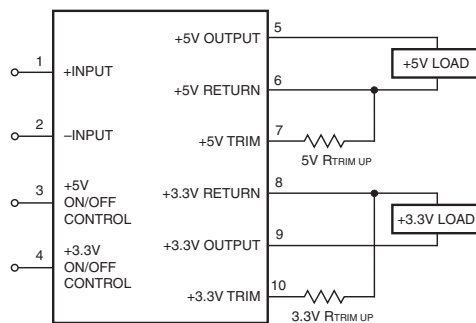 1
+INPUT
2
–INPUT
3
+5V
ON/OFF
CONTROL
4
+3.3V
ON/OFF
CONTROL
+5V OUTPUT
5
+5V RETURN
6
+5V TRIM
7
+3.3V RETURN
8
+3.3V OUTPUT
9
+3.3V TRIM
10
+5V LOAD
5V RTRIM UP
+3.3V LOAD
3.3V RTRIM UP